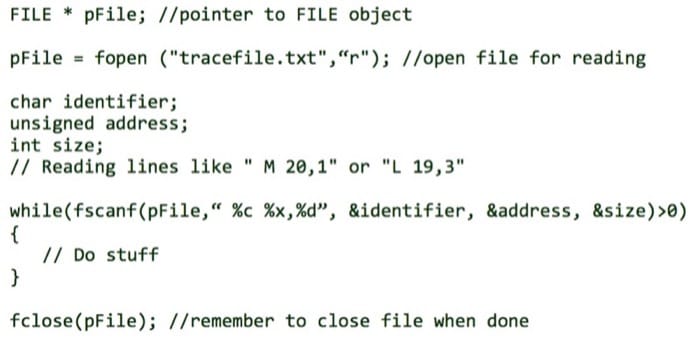 FILE * pFile; //pointer to FILE object
pFile = fopen ("tracefile.txt",“r"); //open file for reading
char identifier;
unsigned address;
int size;
// Reading lines like " M 20,1" or "L 19,3"
while(fscanf(pFile,“ %c %x,%d”, &identifier, &address, &size)>0)
{
// Do stuff
}
fclose(pFile); //remember to close file when done